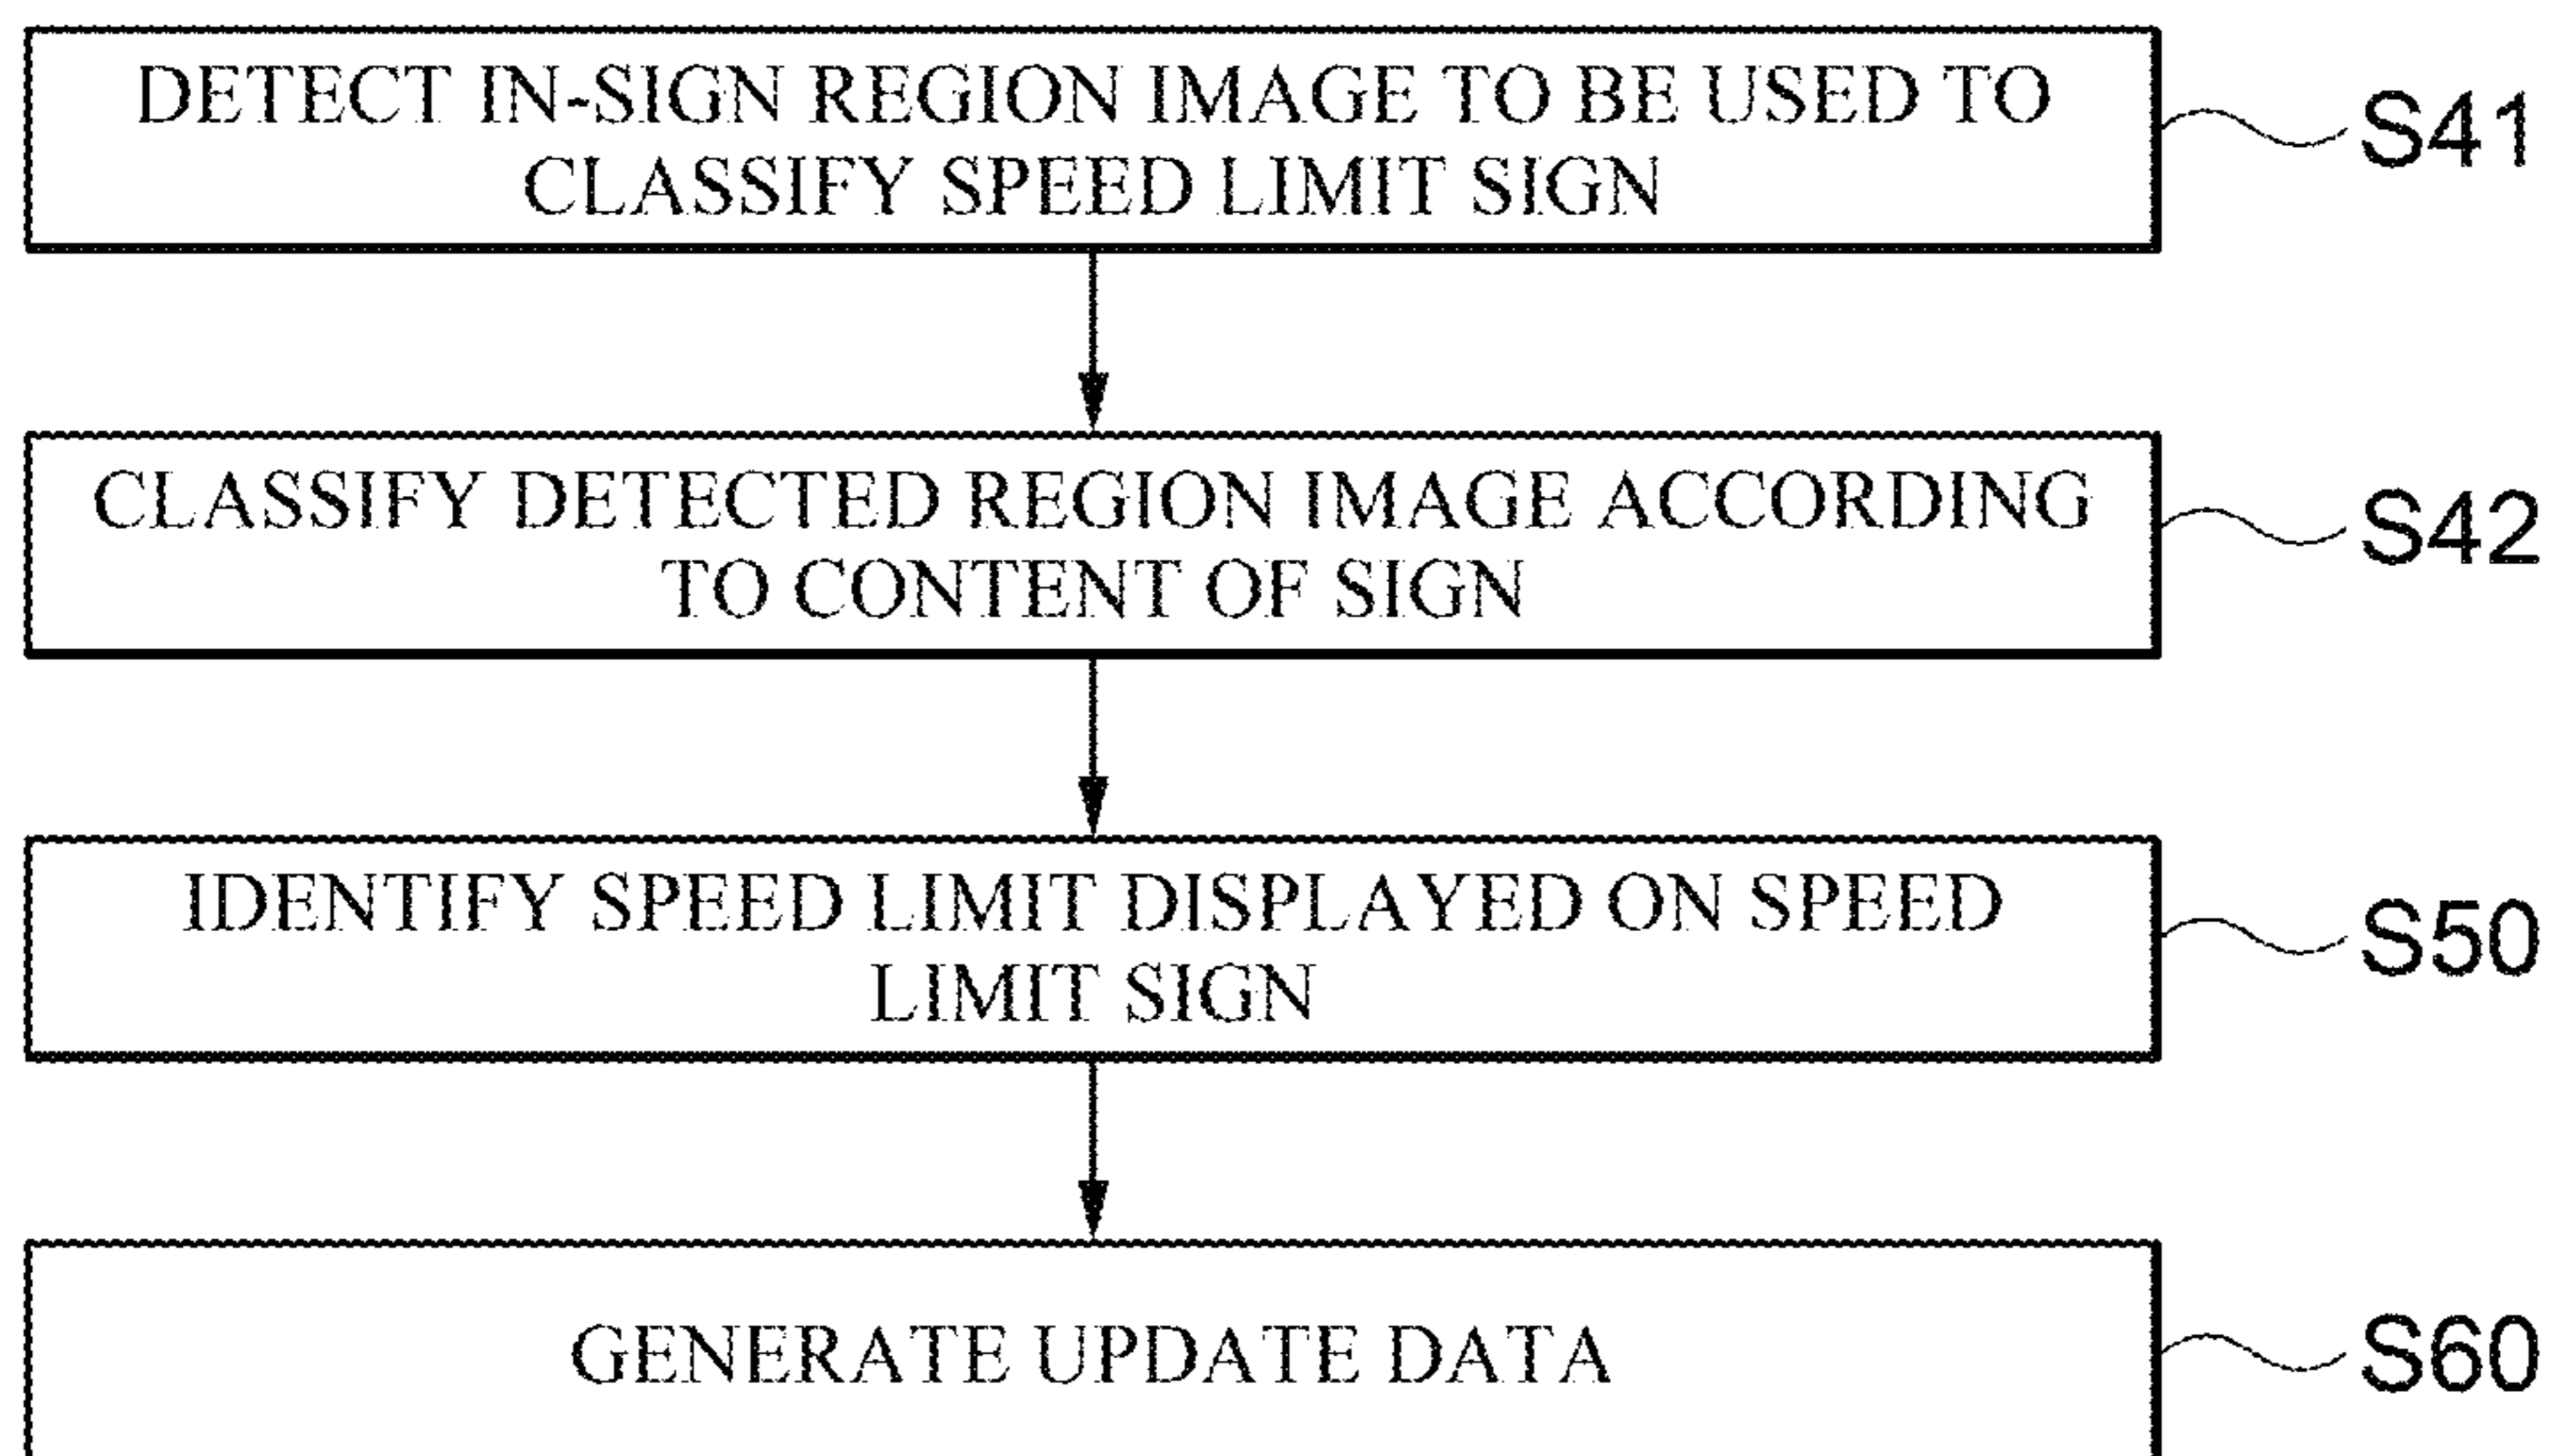 DETECT IN-SIGN REGION IMAGE TO BE USED TO
CLASSIFY SPEED LIMIT SIGN
S41
CLASSIFY DETECTED REGION IMAGE ACCORDING
TO CONTENT OF SIGN
S42
IDENTIFY SPEED LIMIT DISPLAYED ON SPEED
LIMIT SIGN
S50
GENERATE UPDATE DATA
S60